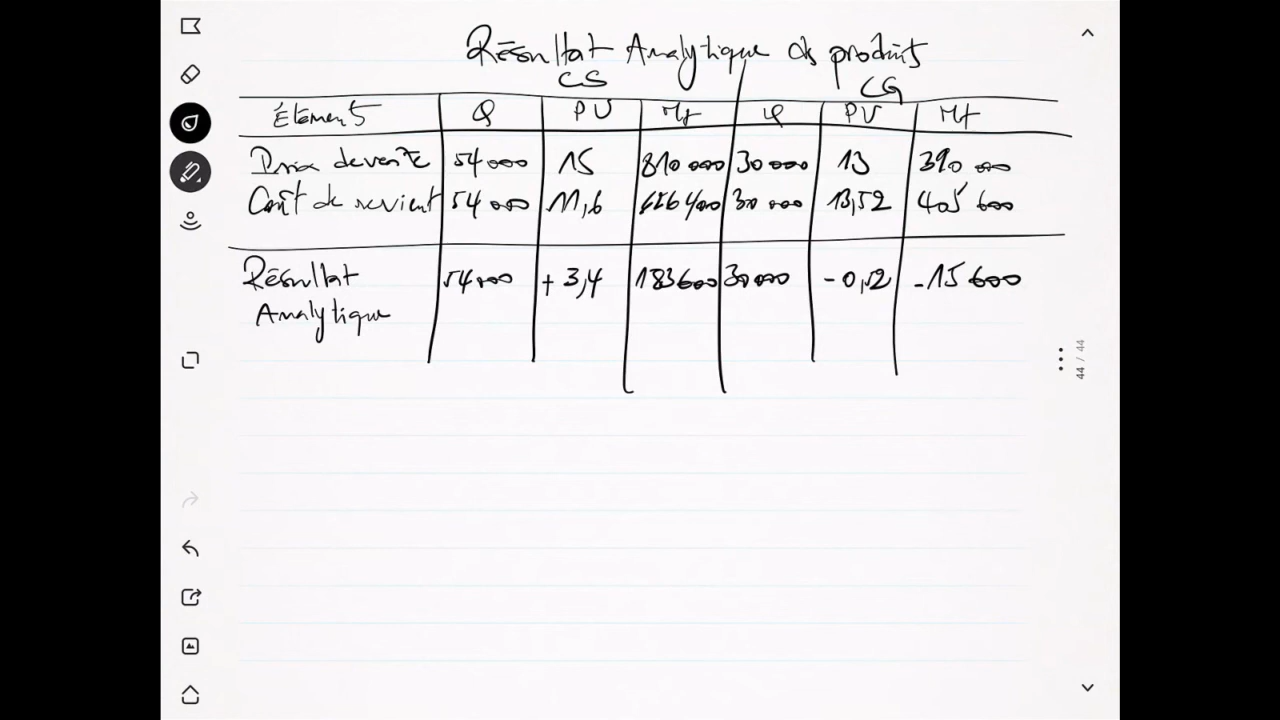 Résultat Analytique des produits
CS CG
Éléments Q PU Mt Q PU Mt
Prix de vente 54 000 15 810 000 30 000 13 390 000
Coût de revient 54 000 11,6 626 400 30 000 13,52 405 600
Résultat 54 000 + 3,4 183 600 30 000 - 0,52 - 15 600
Analytique
44 / 44